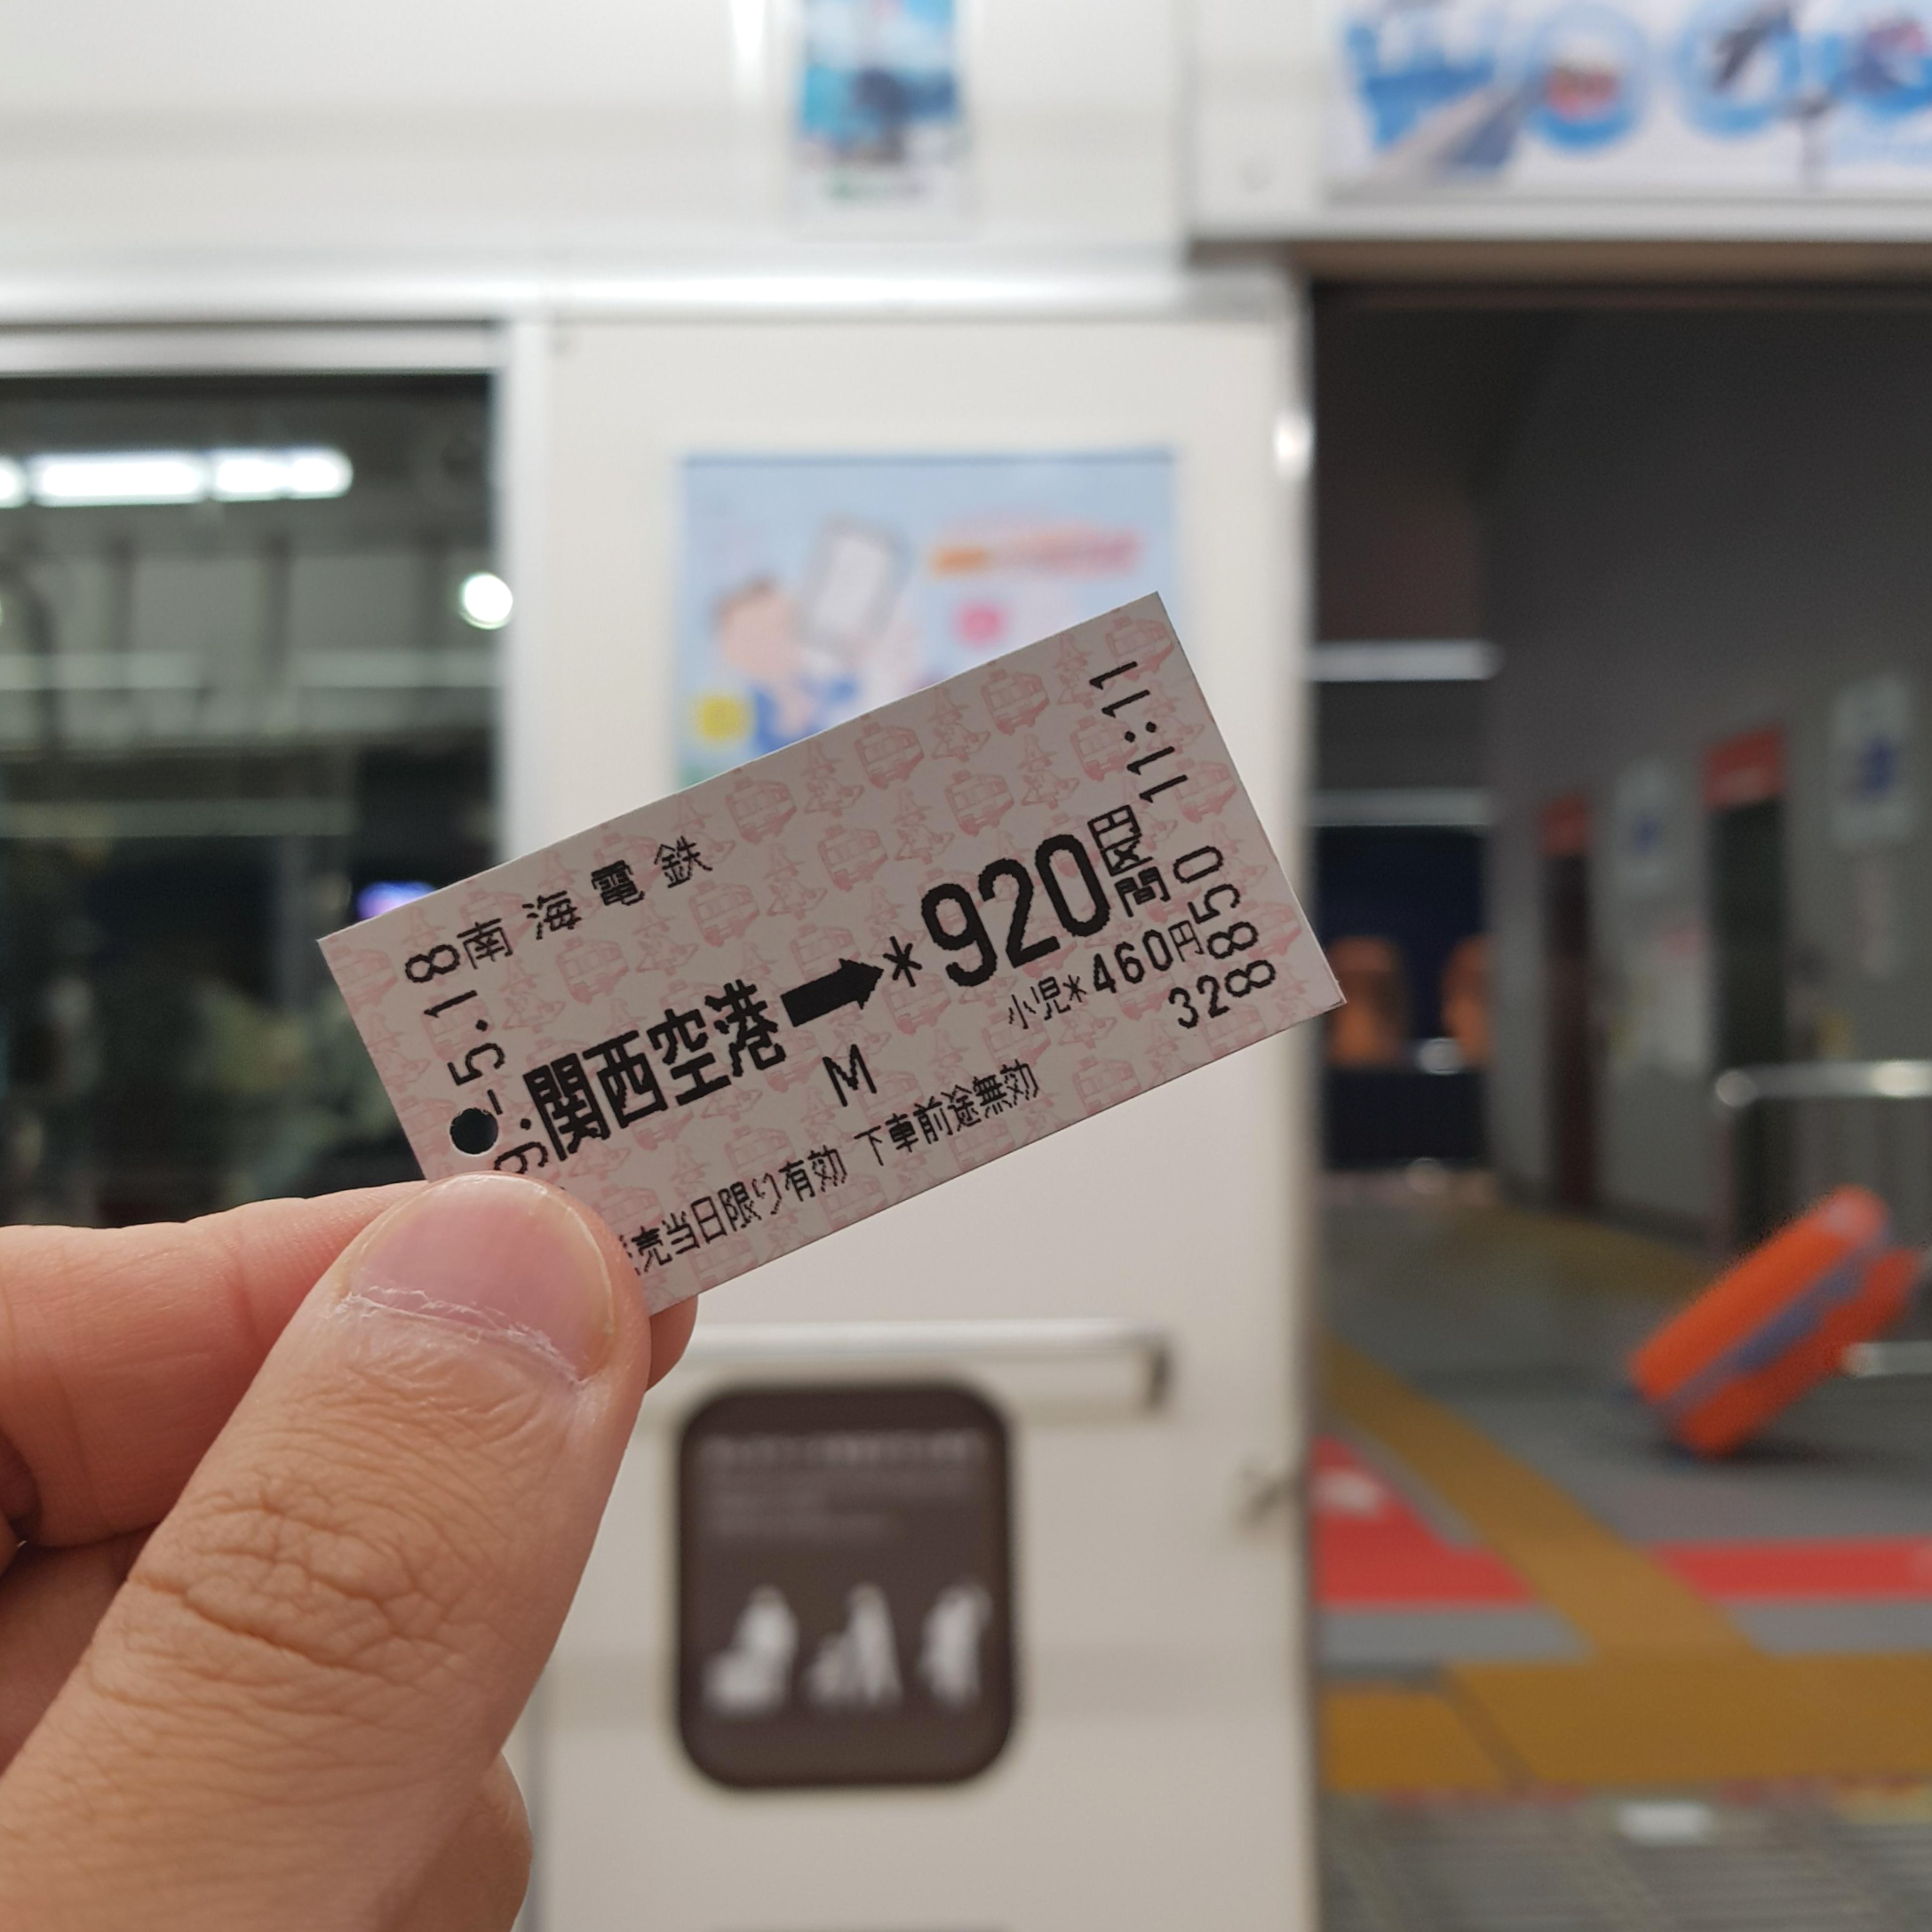 南海電鉄
関西空港➡*920円区間
小児*460円
M
売当日限り有効 下車前途無効
9.-5.18
11:11
3288850